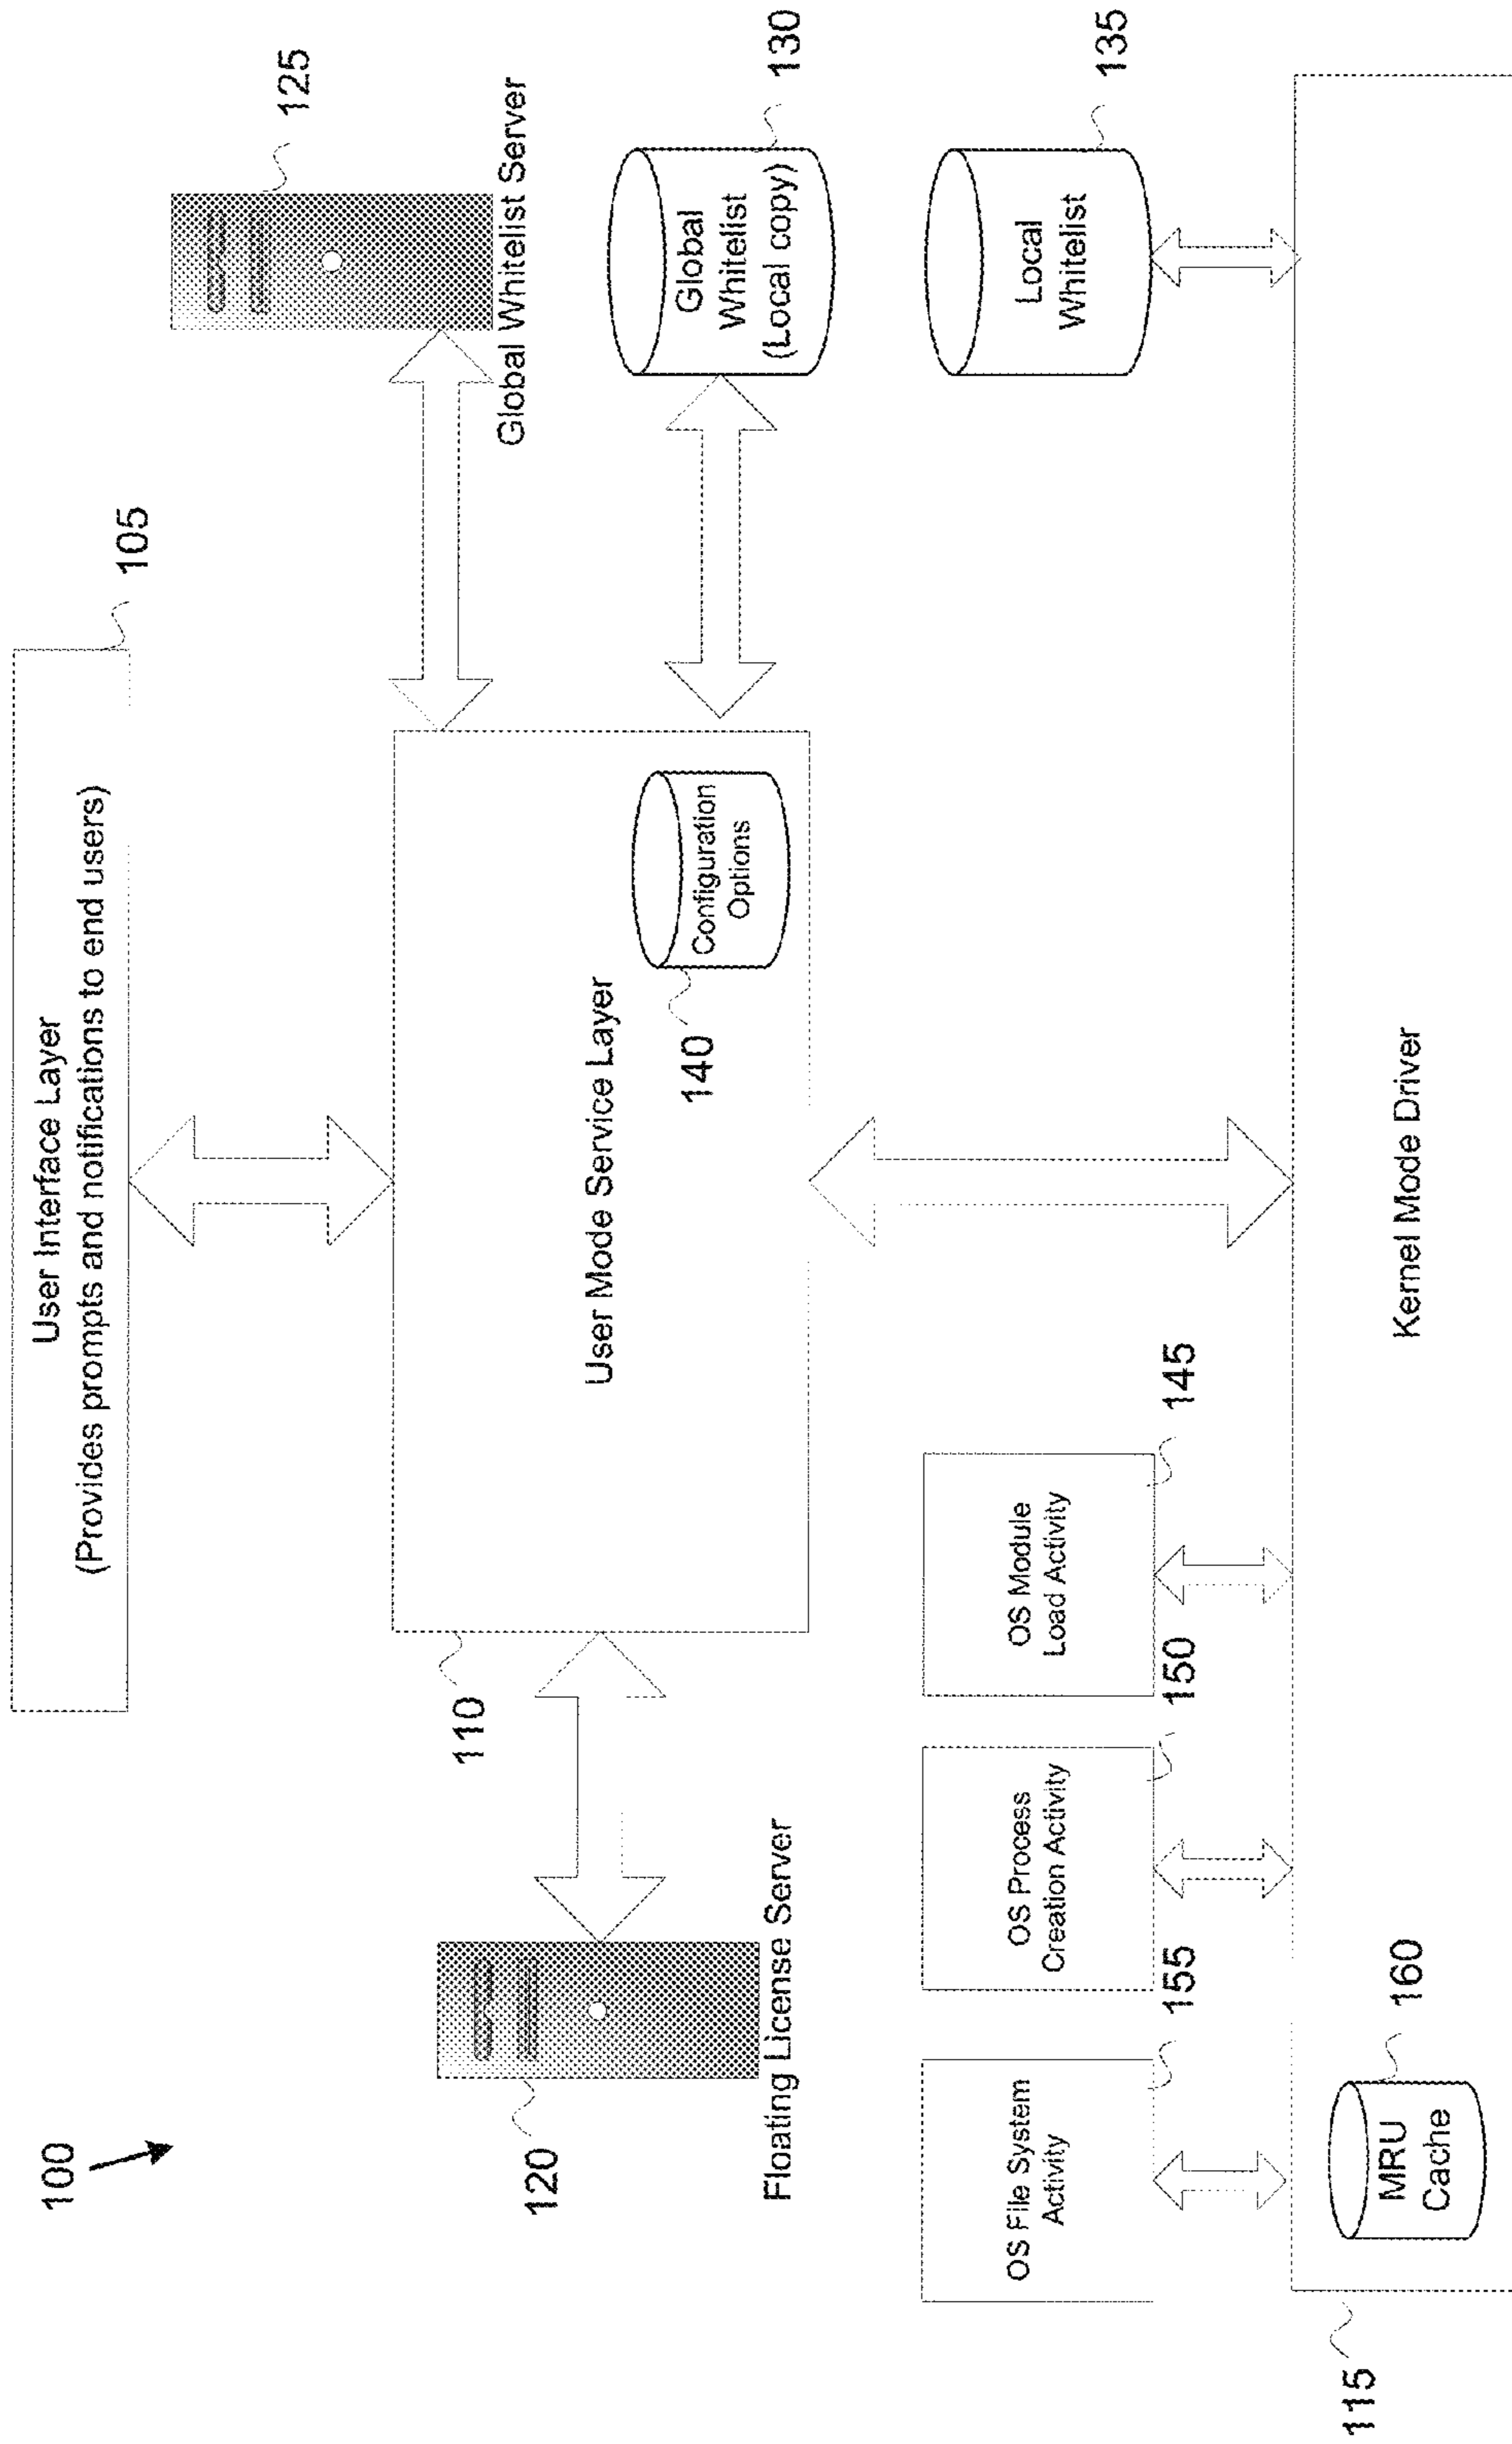 100
User Interface Layer
(Provides prompts and notifications to end users)
105
125
Global Whitelist Server
120
Floating License Server
110
User Mode Service Layer
140
Configuration
Options
Global
Whitelist
(Local copy)
130
OS File System
Activity
155
OS Process
Creation Activity
150
OS Module
Load Activity
145
Local
Whitelist
135
115
MRU
Cache
160
Kernel Mode Driver